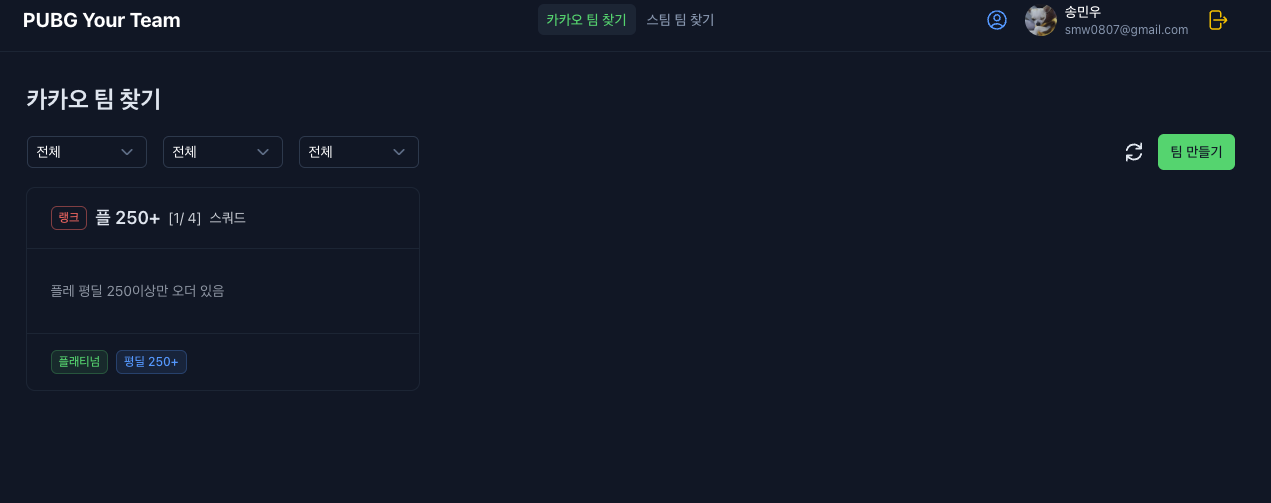 PUBG Your Team
카카오 팀 찾기 스팀 팀 찾기
송민우
smw0807@gmail.com
카카오 팀 찾기
전체 전체 전체
팀 만들기
랭크 플 250+ [1/ 4] 스쿼드
플레 평딜 250이상만 오더 있음
플래티넘 평딜 250+